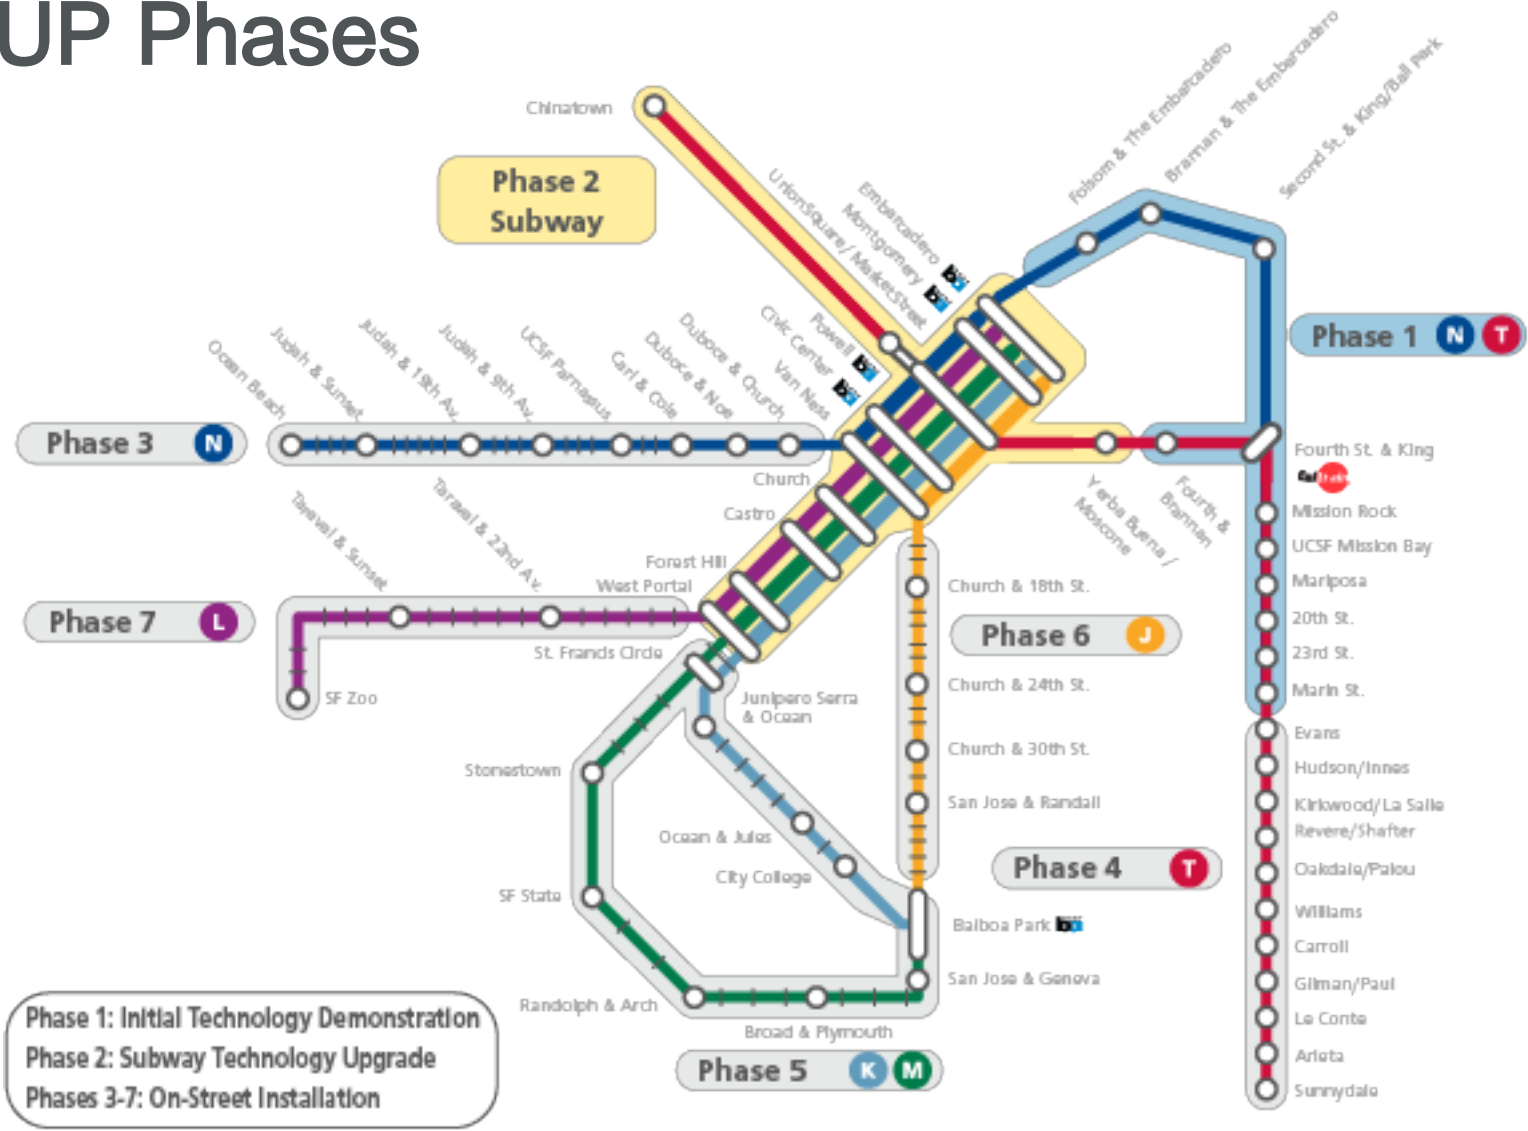 UP Phases
Chinatown
Phase 2
Subway
Union Square / Market Street
Montgomery
Embarcadero
Folsom & The Embarcadero
Brannan & The Embarcadero
Second St. & King/Ball Park
Phase 1 N T
Powell
Civic Center
Van Ness
Ocean Beach
Judah & Sunset
Judah & 19th Av.
Judah & 9th Av.
UCSF Parnassus
Carl & Cole
Duboce & Noe
Duboce & Church
Phase 3 N
Church
Castro
Forest Hill
West Portal
Taraval & Sunset
Taraval & 22nd Av.
Phase 7 L
SF Zoo
St. Francis Circle
Junipero Serra
& Ocean
Yerba Buena /
Moscone
Fourth &
Brannan
Fourth St. & King
Mission Rock
UCSF Mission Bay
Mariposa
20th St.
23rd St.
Marin St.
Church & 18th St.
Phase 6 J
Church & 24th St.
Church & 30th St.
San Jose & Randall
Stonestown
Ocean & Jules
City College
SF State
Phase 4 T
Balboa Park
San Jose & Geneva
Randolph & Arch
Broad & Plymouth
Phase 5 K M
Evans
Hudson/Innes
Kirkwood/La Salle
Revere/Shafter
Oakdale/Palou
Williams
Carroll
Gilman/Paul
Le Conte
Arleta
Sunnydale
Phase 1: Initial Technology Demonstration
Phase 2: Subway Technology Upgrade
Phases 3-7: On-Street Installation